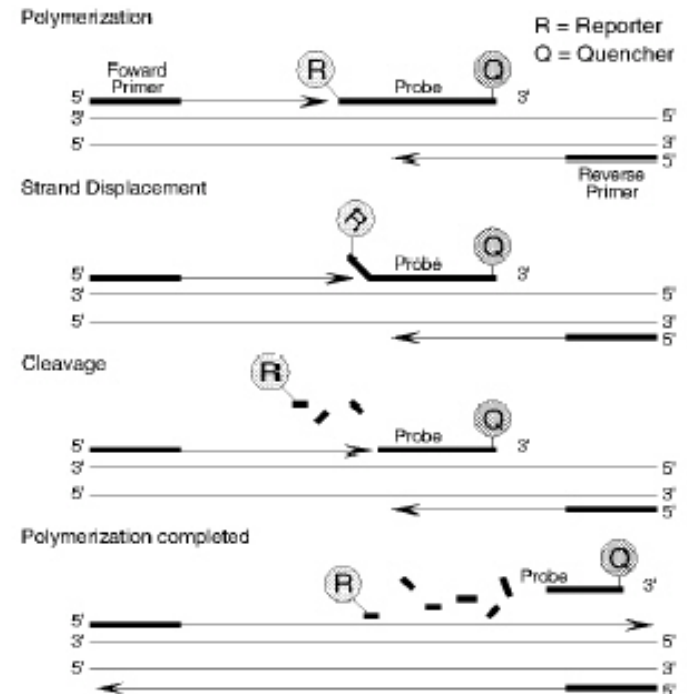 Polymerization
R = Reporter
Q = Quencher
Foward
Primer
R
Probe
Q
5'
3'
3'
5'
5'
3'
5'
Reverse
Primer
Strand Displacement
R
Probe
Q
5'
3'
3'
5'
5'
3'
5'
Cleavage
R
Probe
Q
5'
3'
3'
5'
5'
3'
5'
Polymerization completed
R
Probe
Q
3'
5'
3'
5'
5'
3'
5'